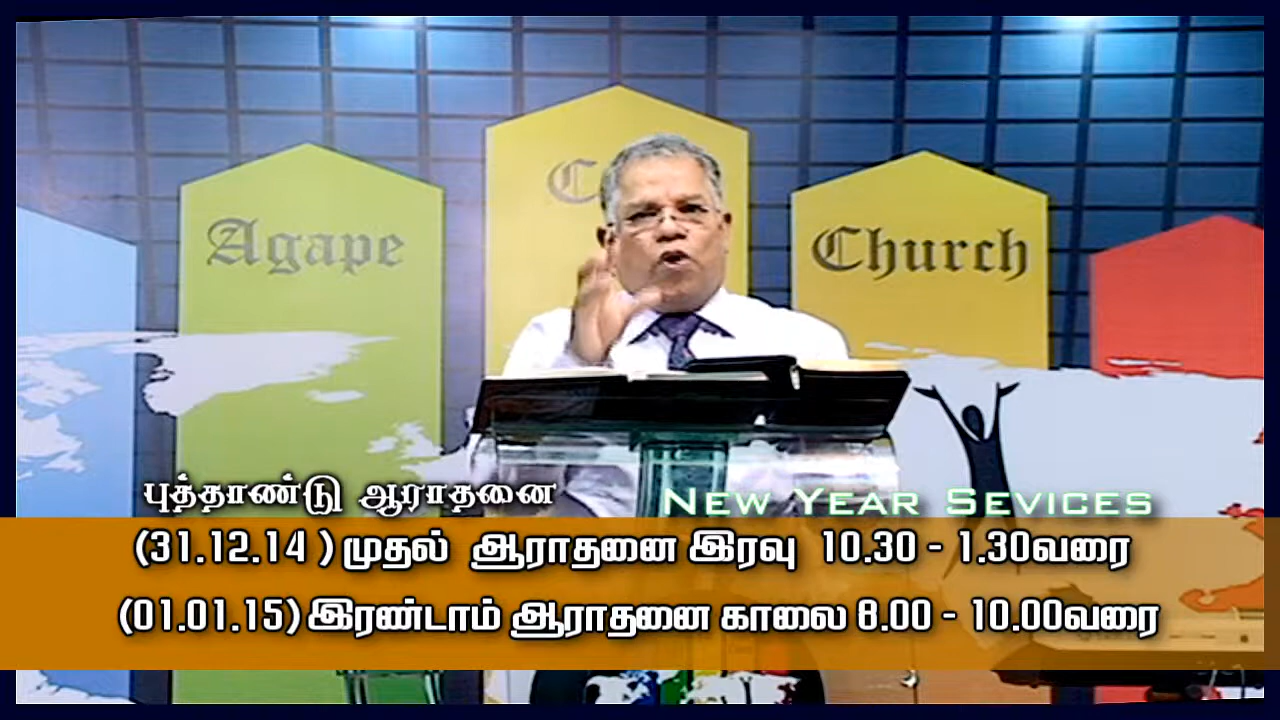 Agape
Church
புத்தாண்டு ஆராதனை
NEW YEAR SEVICES
(31.12.14 ) முதல் ஆராதனை இரவு 10.30 - 1.30வரை
(01.01.15) இரண்டாம் ஆராதனை காலை 8.00 - 10.00வரை